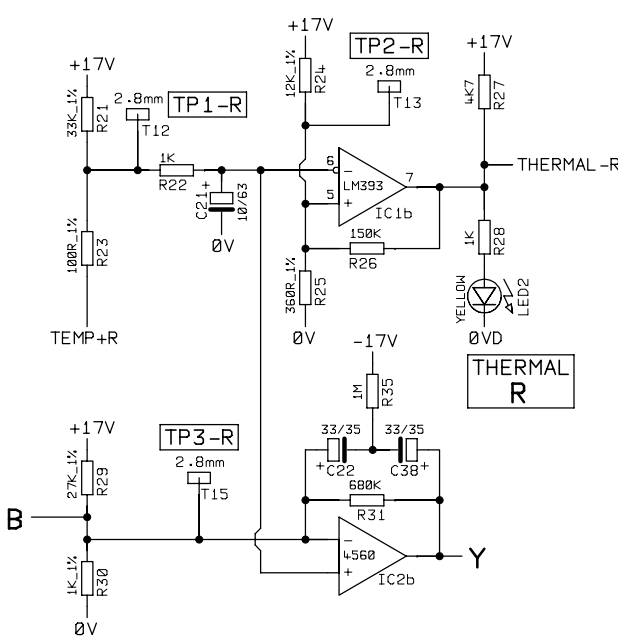 +17V
33K_1%
R21
2.8mm
T12
TP1-R
1K
R22
C21
+
10/63
0V
100R_1%
R23
TEMP+R
+17V
12K_1%
R24
TP2-R
2.8mm
T13
6
-
5
+
LM393
7
IC1b
150K
R26
360R_1%
R25
0V
+17V
4K7
R27
THERMAL-R
1K
R28
YELLOW
LED2
0VD
THERMAL
R
-17V
1M
R35
33/35
+
C22
33/35
C38
+
680K
R31
+17V
27K_1%
R29
TP3-R
2.8mm
T15
B
1K_1%
R30
0V
-
4560
+
IC2b
Y